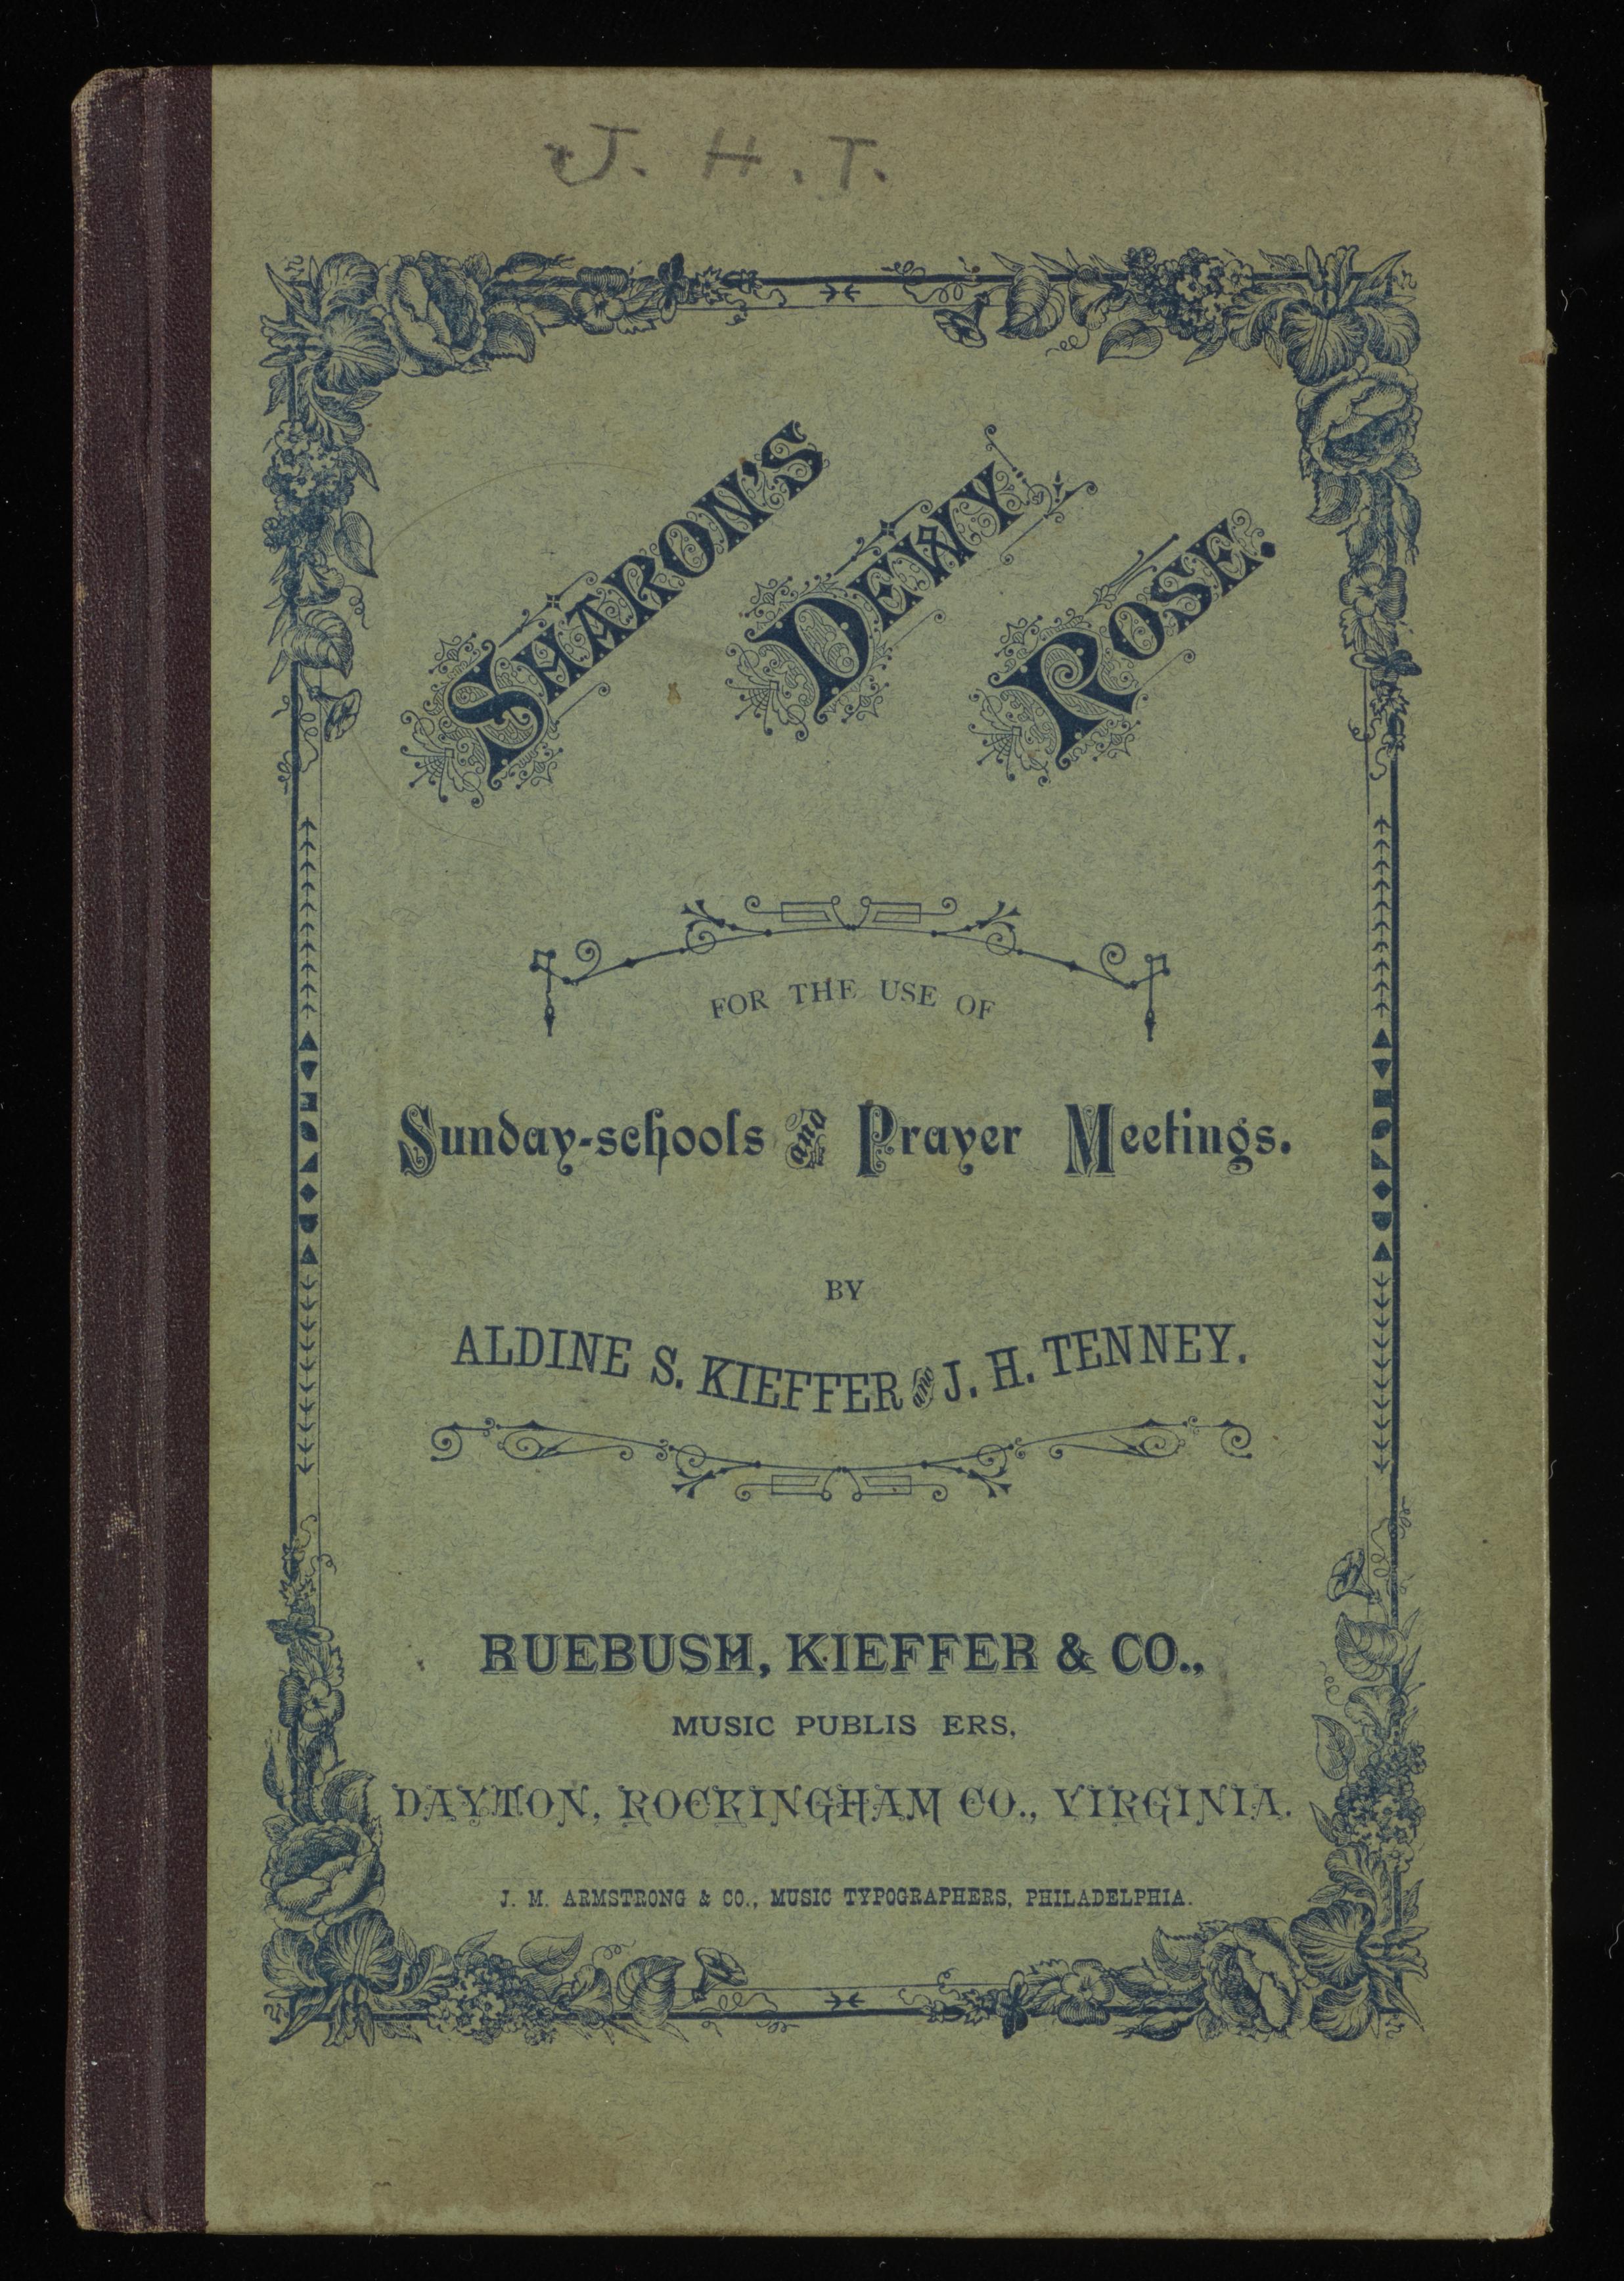 J. H. T.
SHARON'S DEWY ROSE.
FOR THE USE OF
Sunday-schools and Prayer Meetings.
BY
ALDINE S. KIEFFER AND J. H. TENNEY.
RUEBUSH, KIEFFER & CO.,
MUSIC PUBLIS ERS,
DAYTON, ROCKINGHAM CO., VIRGINIA.
J. M. ARMSTRONG & CO., MUSIC TYPOGRAPHERS, PHILADELPHIA.